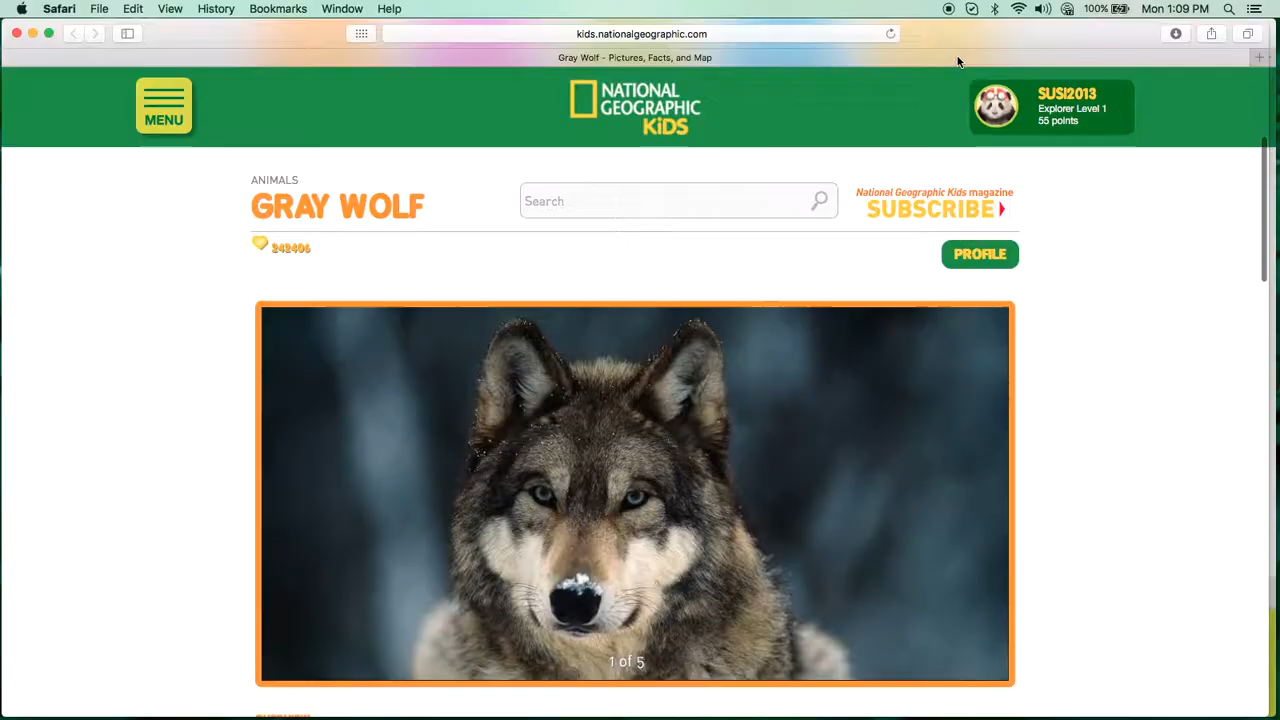 Safari File Edit View History Bookmarks Window Help 100% Mon 1:09 PM
kids.nationalgeographic.com
Gray Wolf - Pictures, Facts, and Map
MENU
NATIONAL
GEOGRAPHIC
KiDS
SUSI2013
Explorer Level 1
55 points
ANIMALS
GRAY WOLF
Search
National Geographic Kids magazine
SUBSCRIBE
242406
PROFILE
1 of 5